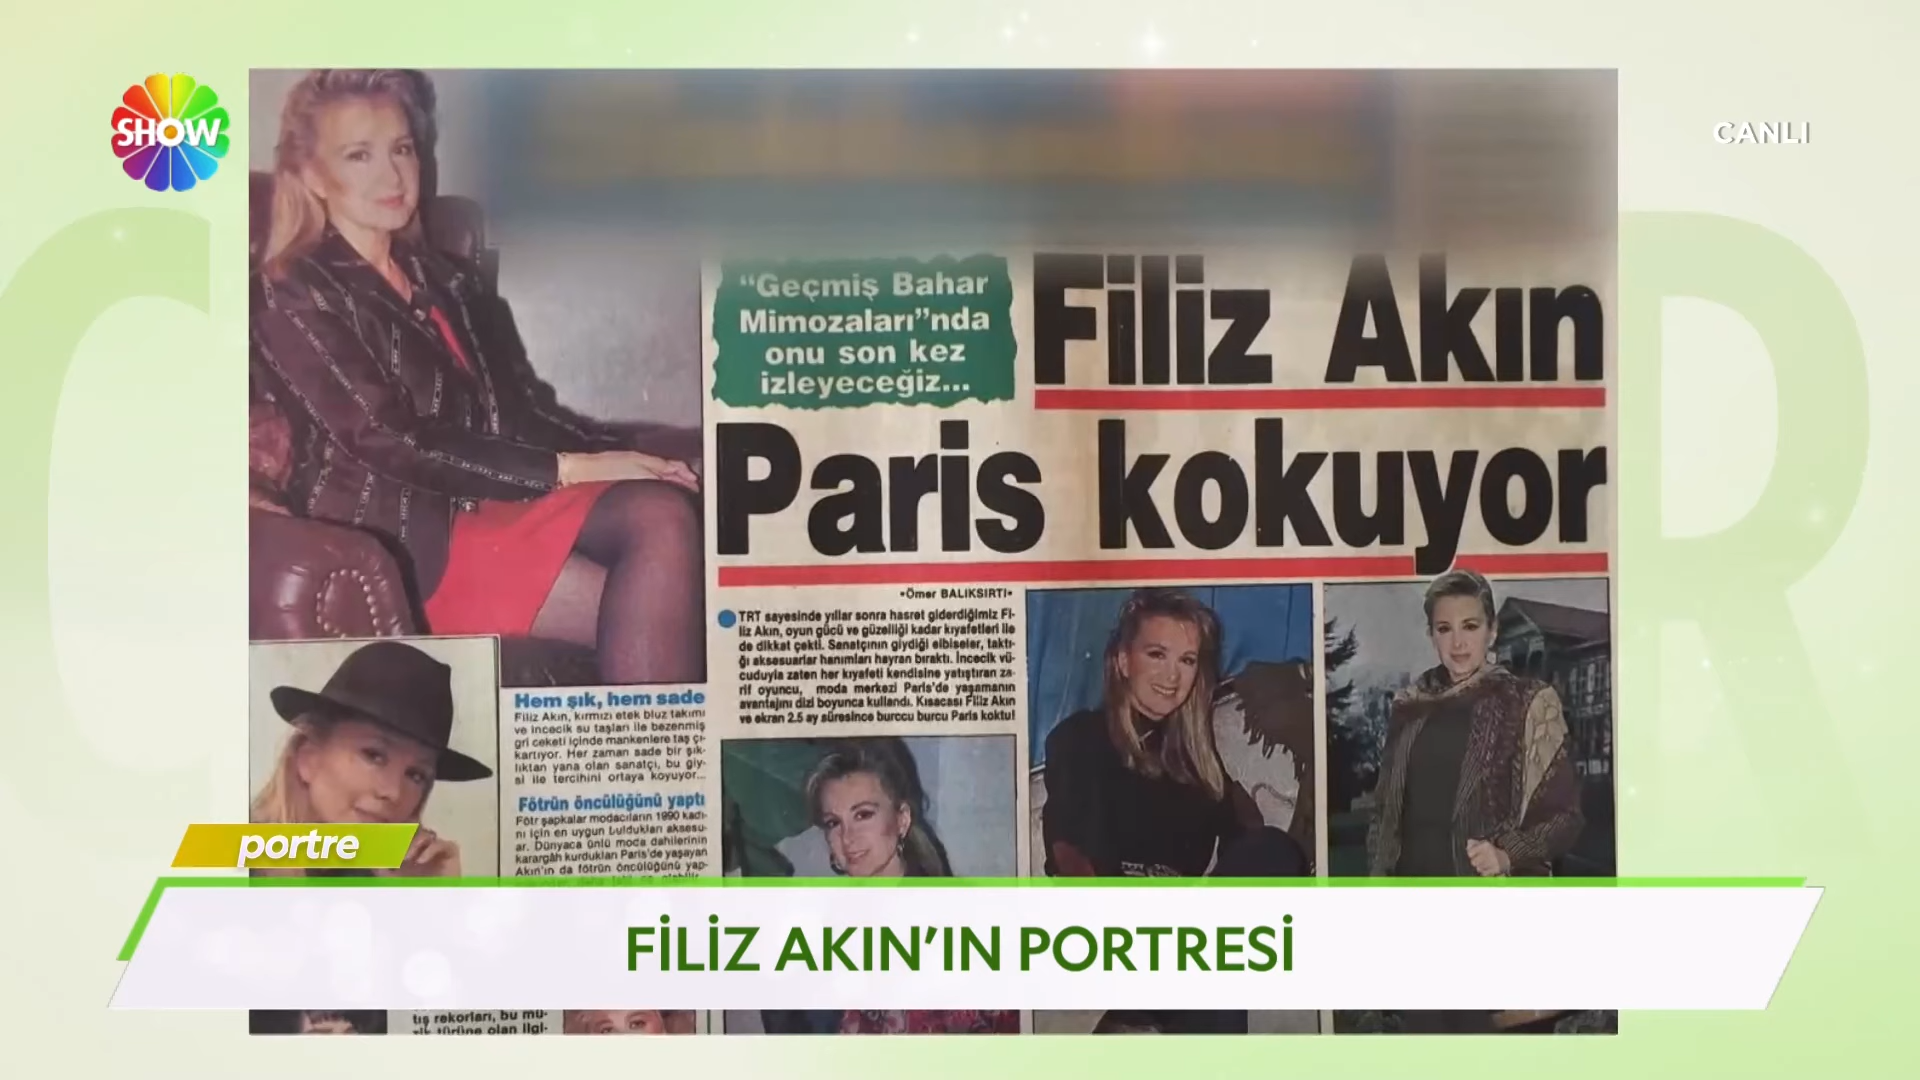 SHOW
CANLI
"Geçmiş Bahar
Mimozaları"nda
onu son kez
izleyeceğiz...
Filiz Akın
Paris kokuyor
•Ömer BALIKSIRTI•
TRT sayesinde yıllar sonra hasret giderdiğimiz Fi-
liz Akın, oyun gücü ve güzelliği kadar kıyafetleri ile
de dikkat çekti. Sanatçının giydiği elbiseler, taktı-
ğı aksesuarlar hanımları hayran bıraktı. İncecik vü-
cuduyla zaten her kıyafeti kendisine yatıştıran za-
rif oyuncu, moda merkezi Paris'de yaşamanın
avantajını dizi boyunca kullandı. Kısacası Filiz Akın
ve ekran 2.5 ay süresince burccu burcu Paris koktu!
Hem şık, hem sade
Filiz Akın, kırmızı etek bluz takımı
ve incecik su taşları ile bezenmiş
gri ceketi içinde mankenlere taş çı-
kartıyor. Her zaman sade bir şık-
lıktan yana olan sanatçı, bu giy-
si ile tercihini ortaya koyuyor...
Fötrün öncülüğünü yaptı
Fötr şapkalar modacıların 1990 kadı-
nı için en uygun buldukları aksesu-
ar. Dünyaca ünlü moda dahilerinin
karargâh kurdukları Paris'de yaşayan
Akın'ın da fötrün öncülüğünü yap-
portre
FİLİZ AKIN'IN PORTRESİ
tış rekorları, bu mü-
zik türüne olan ilgi-